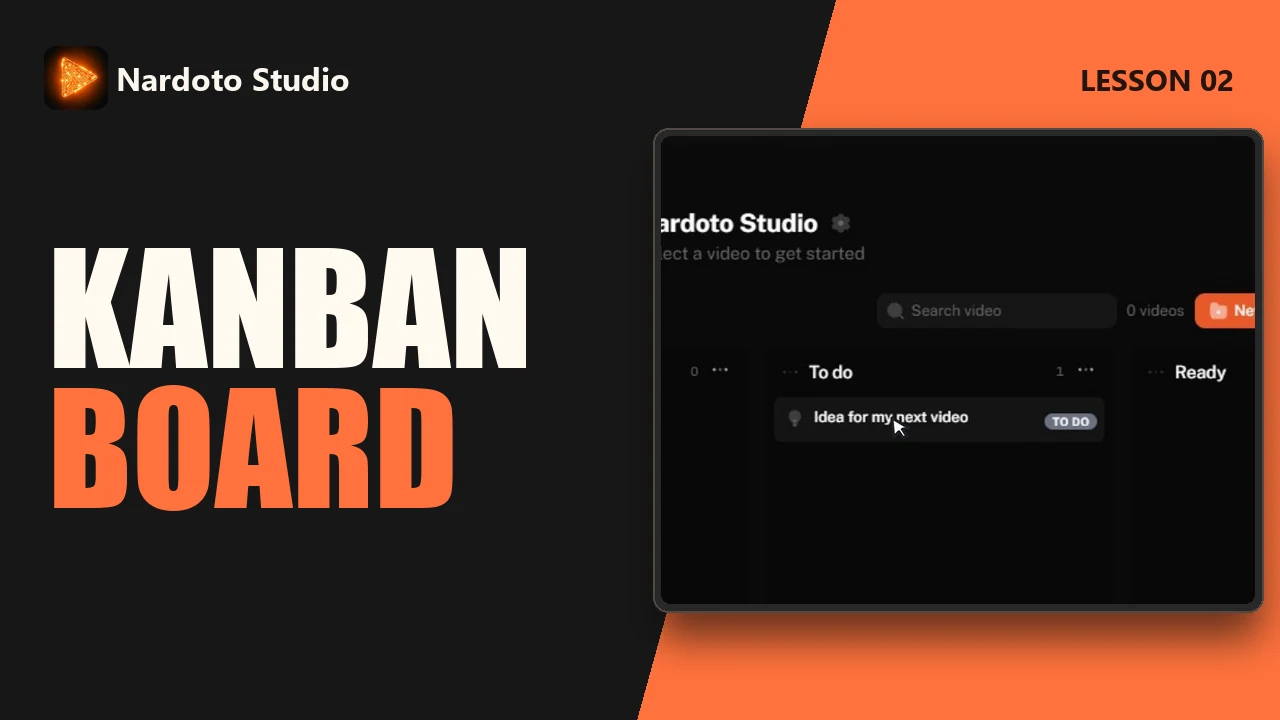 Nardoto Studio
LESSON 02
KANBAN
BOARD
ardoto Studio
lect a video to get started
Search video
0 videos
Ne
0
To do
1
Ready
Idea for my next video
TO DO